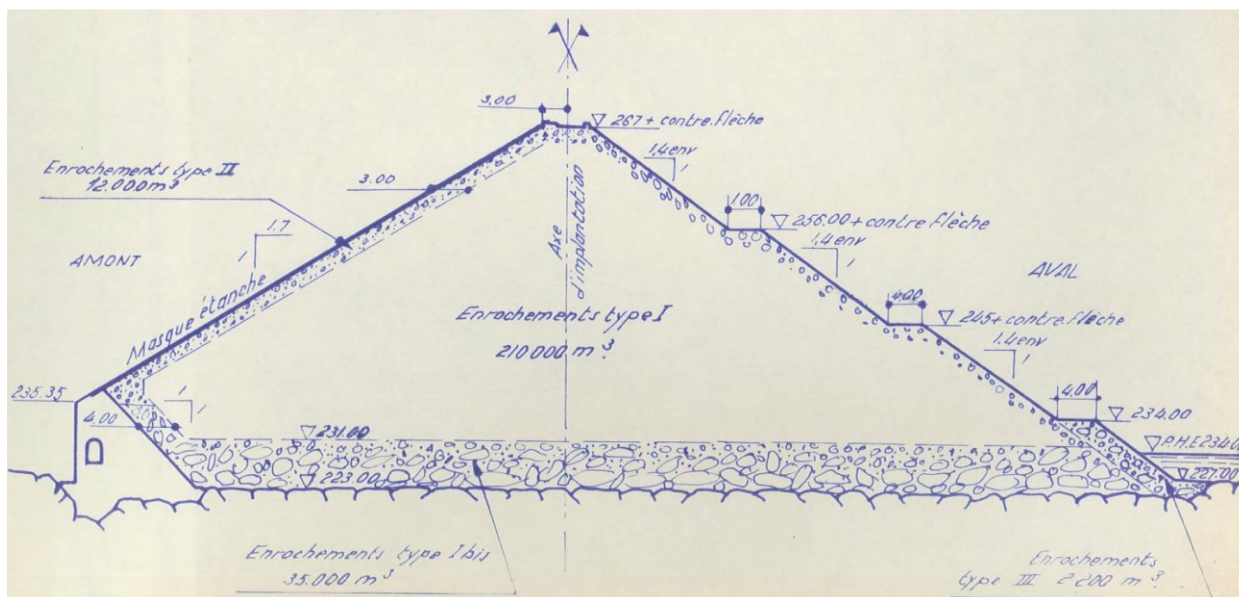 3.00
▽ 267 + contre.flèche
Enrochements type II
12.000 m³
1,4 env
1
3.00
1.00
▽ 256.00 + contre flèche
1.7
1
1,4 env
1
AMONT
Axe
d'implantation
AVAL
Masque étanche
Enrochements type I
210 000 m³
4.00
▽ 245 + contre.flèche
1.4 env
1
235.35
1
1
4.00
4.00
▽ 234.00
▽ 231.00
▽ P.H.E 234.0
▽ 223.00
▽ 227.00
Enrochements type I bis
35.000 m³
Enrochements
type III 2 200 m³